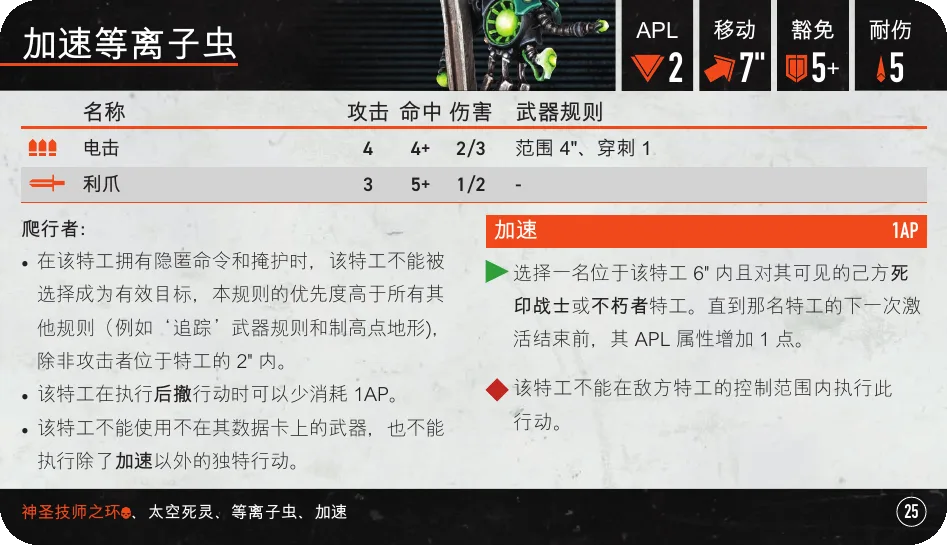 加速等离子虫
APL 移动 豁免 耐伤
2 7" 5+ 5
名称 攻击 命中 伤害 武器规则
电击 4 4+ 2/3 范围 4"、穿刺 1
利爪 3 5+ 1/2 -
爬行者:
• 在该特工拥有隐匿命令和掩护时，该特工不能被
选择成为有效目标，本规则的优先度高于所有其
他规则（例如‘追踪’武器规则和制高点地形),
除非攻击者位于特工的 2" 内。
• 该特工在执行后撤行动时可以少消耗 1AP。
• 该特工不能使用不在其数据卡上的武器，也不能
执行除了加速以外的独特行动。
加速 1AP
选择一名位于该特工 6" 内且对其可见的己方死
印战士或不朽者特工。直到那名特工的下一次激
活结束前，其 APL 属性增加 1 点。
该特工不能在敌方特工的控制范围内执行此
行动。
神圣技师之环、太空死灵、等离子虫、加速
25